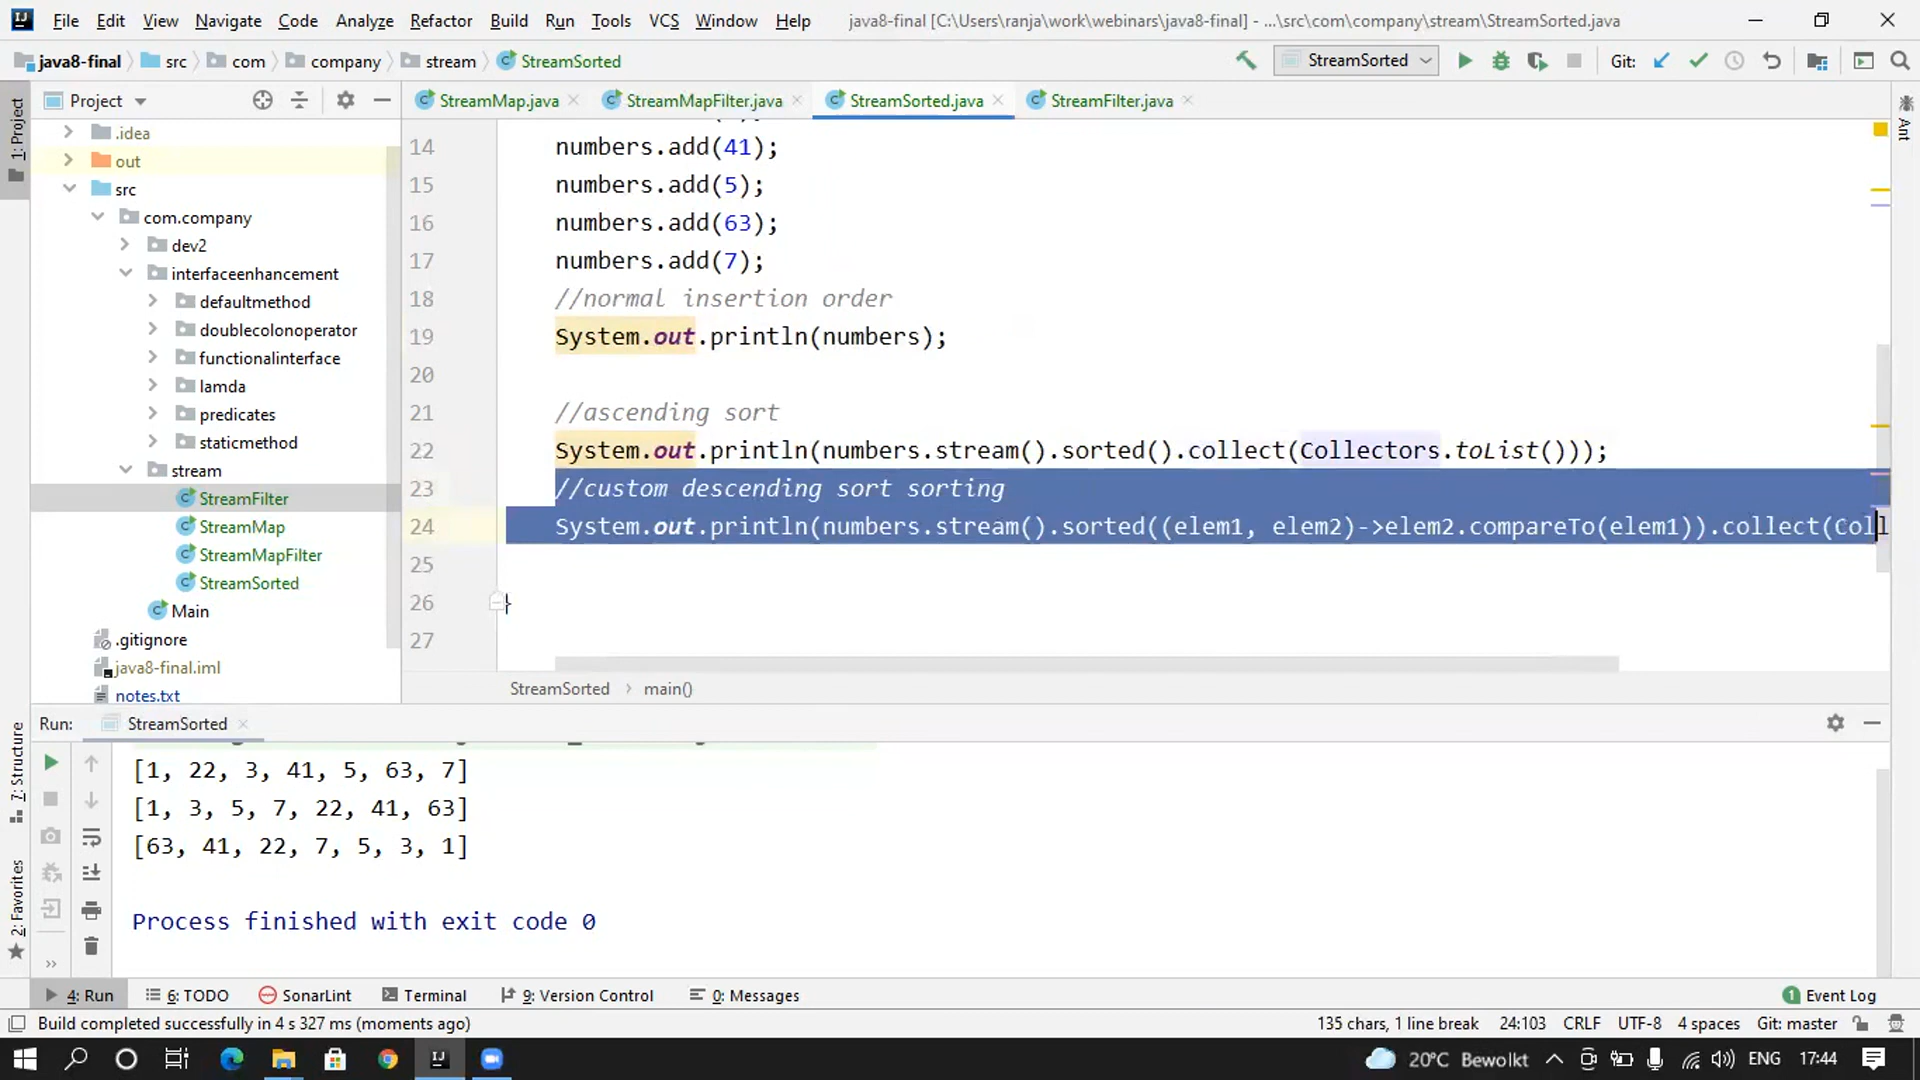 File Edit View Navigate Code Analyze Refactor Build Run Tools VCS Window Help java8-final [C:\Users\ranja\work\webinars\java8-final] - ...\src\com\company\stream\StreamSorted.java
java8-final src com company stream StreamSorted StreamSorted Git:
Project StreamMap.java StreamMapFilter.java StreamSorted.java StreamFilter.java
1: Project
Ant
.idea
out
src
com.company
dev2
interfaceenhancement
defaultmethod
doublecolonoperator
functionalinterface
lamda
predicates
staticmethod
stream
StreamFilter
StreamMap
StreamMapFilter
StreamSorted
Main
.gitignore
java8-final.iml
notes.txt
14 numbers.add(41);
15 numbers.add(5);
16 numbers.add(63);
17 numbers.add(7);
18 //normal insertion order
19 System.out.println(numbers);
20
21 //ascending sort
22 System.out.println(numbers.stream().sorted().collect(Collectors.toList()));
23 //custom descending sort sorting
24 System.out.println(numbers.stream().sorted((elem1, elem2)->elem2.compareTo(elem1)).collect(Coll
25
26 }
27
StreamSorted main()
Run: StreamSorted
7: Structure
2: Favorites
[1, 22, 3, 41, 5, 63, 7]
[1, 3, 5, 7, 22, 41, 63]
[63, 41, 22, 7, 5, 3, 1]
Process finished with exit code 0
4: Run 6: TODO SonarLint Terminal 9: Version Control 0: Messages 1 Event Log
Build completed successfully in 4 s 327 ms (moments ago) 135 chars, 1 line break 24:103 CRLF UTF-8 4 spaces Git: master
20°C Bewolkt ENG 17:44